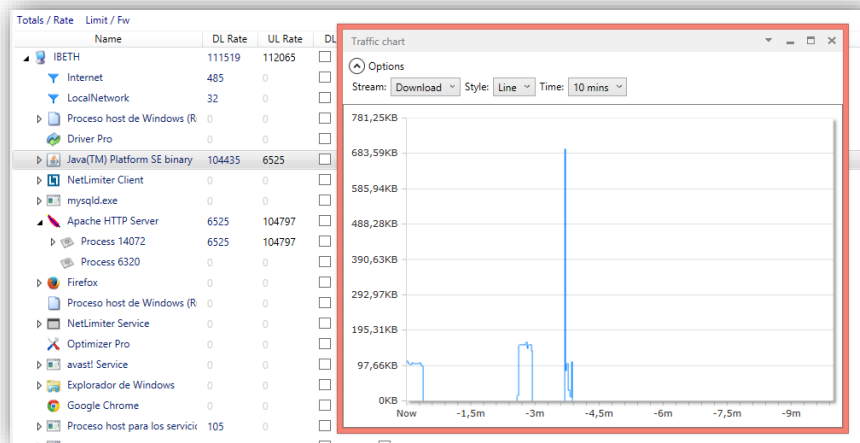 Totals / Rate Limit / Fw
Name DL Rate UL Rate DL
IBETH 111519 112065
Internet 485 0
LocalNetwork 32 0
Proceso host de Windows (R 0 0
Driver Pro 0 0
Java(TM) Platform SE binary 104435 6525
NetLimiter Client 0 0
mysqld.exe 0 0
Apache HTTP Server 6525 104797
Process 14072 6525 104797
Process 6320 0 0
Firefox 0 0
Proceso host de Windows (R 0 0
NetLimiter Service 0 0
Optimizer Pro 0 0
avast! Service 0 0
Explorador de Windows 0 0
Google Chrome 0 0
Proceso host para los servicio 105 0
Traffic chart
Options
Stream: Download Style: Line Time: 10 mins
781,25KB
683,59KB
585,94KB
488,28KB
390,63KB
292,97KB
195,31KB
97,66KB
0KB
Now -1,5m -3m -4,5m -6m -7,5m -9m